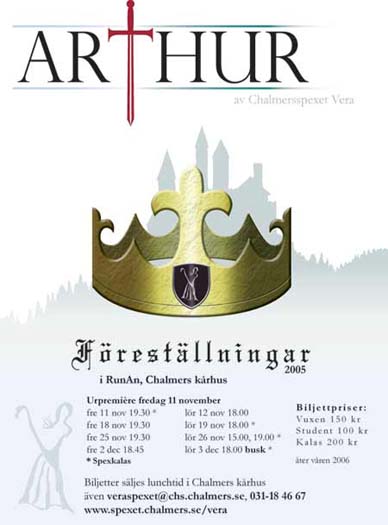 ARTHUR
av Chalmersspexet Vera
Föreställningar
2005
i RunAn, Chalmers kårhus
Urpremière fredag 11 november
fre 11 nov 19.30 * lör 12 nov 18.00
fre 18 nov 19.30 lör 19 nov 18.00 *
fre 25 nov 19.30 lör 26 nov 15.00, 19.00 *
fre 2 dec 18.45 lör 3 dec 18.00 busk *
* Spexkalas
Biljettpriser:
Vuxen 150 kr
Student 100 kr
Kalas 200 kr
åter våren 2006
Biljetter säljes lunchtid i Chalmers kårhus
även veraspexet@chs.chalmers.se, 031-18 46 67
www.spexet.chalmers.se/vera